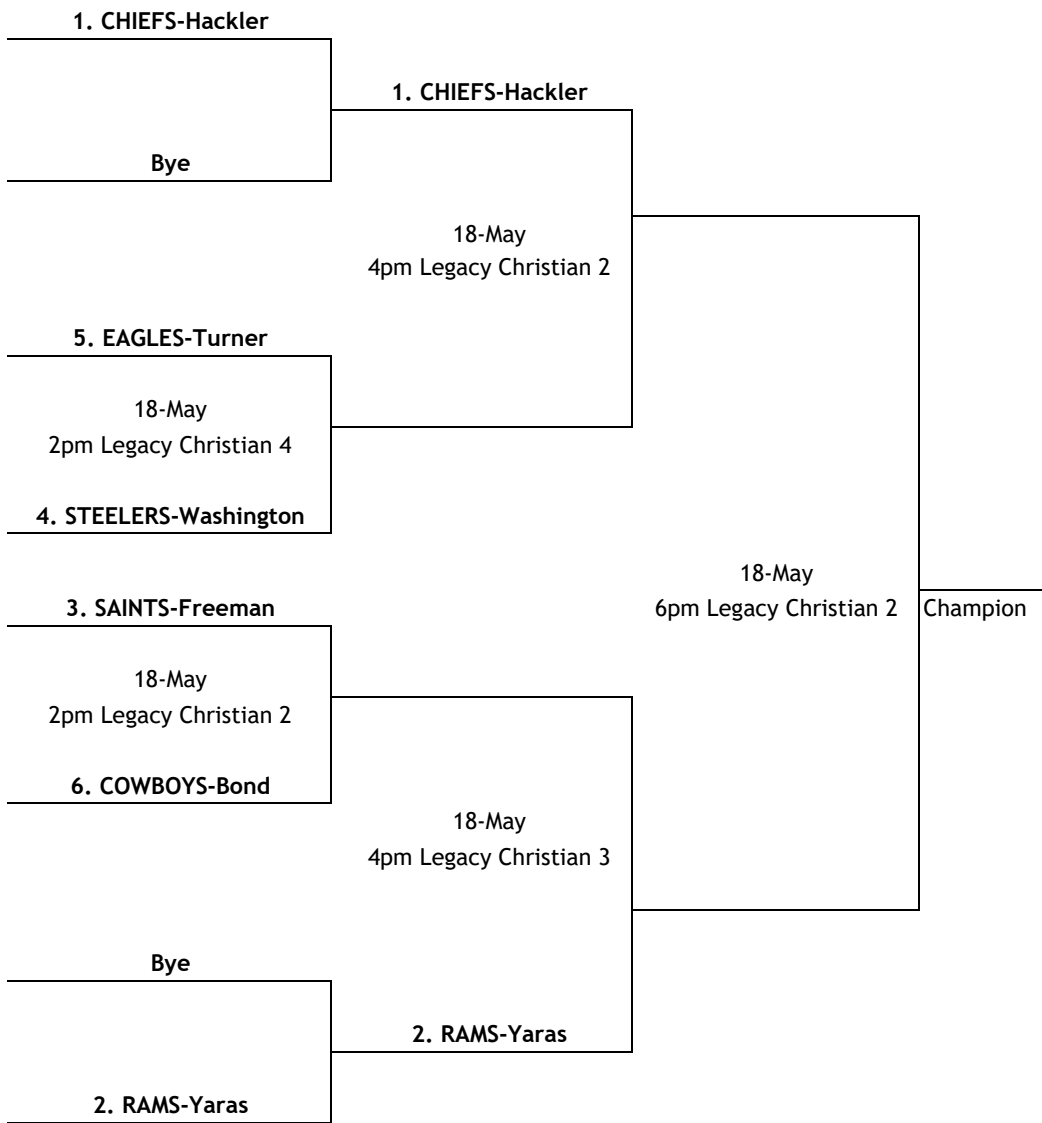 1. CHIEFS-Hackler
1. CHIEFS-Hackler
Bye
18-May
4pm Legacy Christian 2
5. EAGLES-Turner
18-May
2pm Legacy Christian 4
4. STEELERS-Washington
18-May
6pm Legacy Christian 2
Champion
3. SAINTS-Freeman
18-May
2pm Legacy Christian 2
6. COWBOYS-Bond
18-May
4pm Legacy Christian 3
Bye
2. RAMS-Yaras
2. RAMS-Yaras